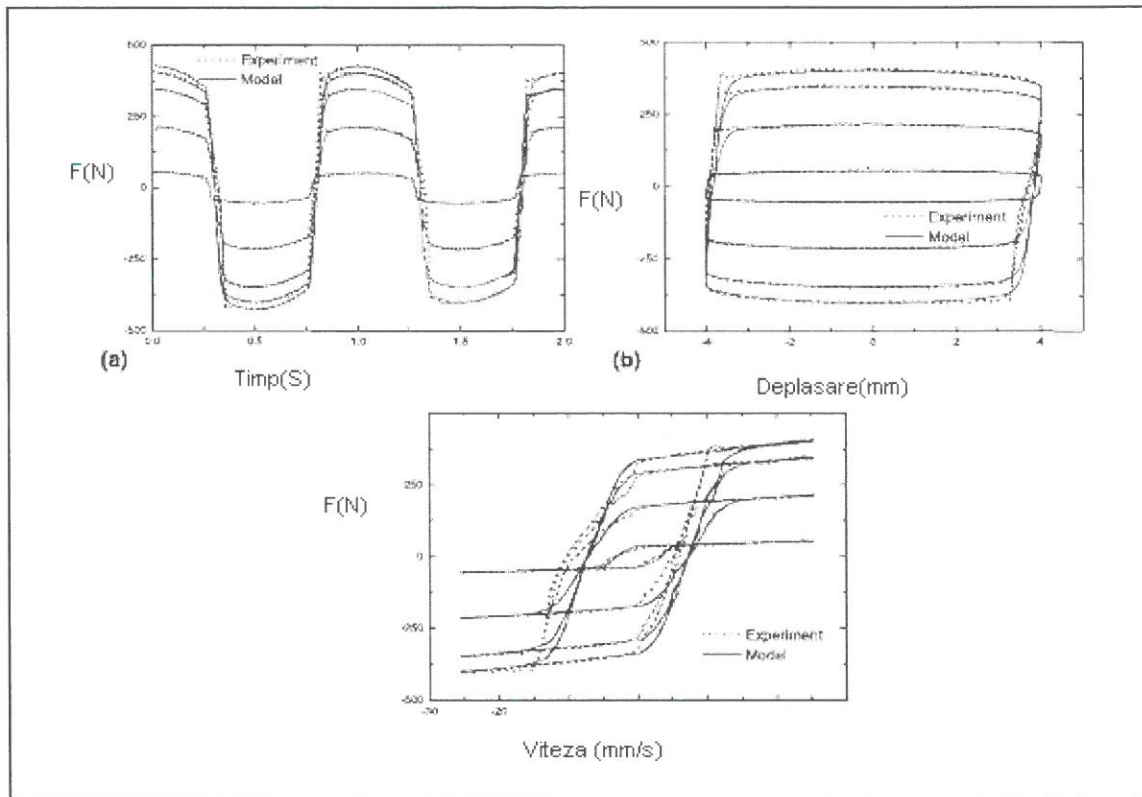 500
250
0
-250
-500
F(N)
Experiment
Model
0.0 0.5 1.0 1.5 2.0
(a)
Timp(S)
500
250
0
-250
-500
F(N)
Experiment
Model
-4 -2 0 2 4
(b)
Deplasare(mm)
250
0
-250
-500
F(N)
Experiment
Model
-30 -20
Viteza (mm/s)